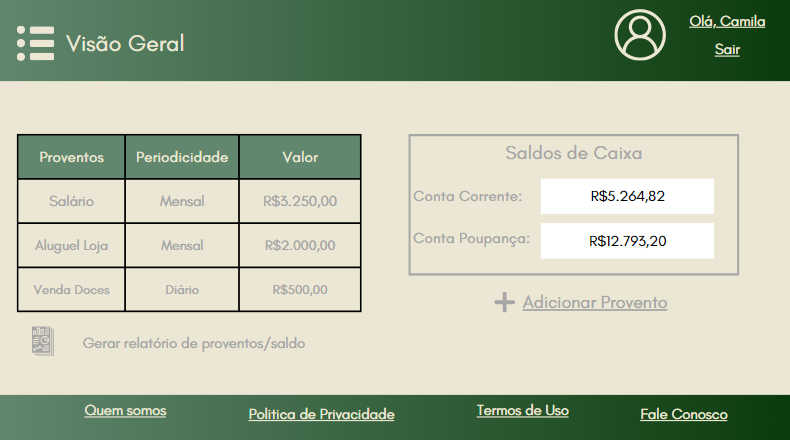 Visão Geral
Olá, Camila
Sair
Proventos Periodicidade Valor
Salário Mensal R$3.250,00
Aluguel Loja Mensal R$2.000,00
Venda Doces Diário R$500,00
Gerar relatório de proventos/saldo
Saldos de Caixa
Conta Corrente: R$5.264,82
Conta Poupança: R$12.793,20
Adicionar Provento
Quem somos Politica de Privacidade Termos de Uso Fale Conosco